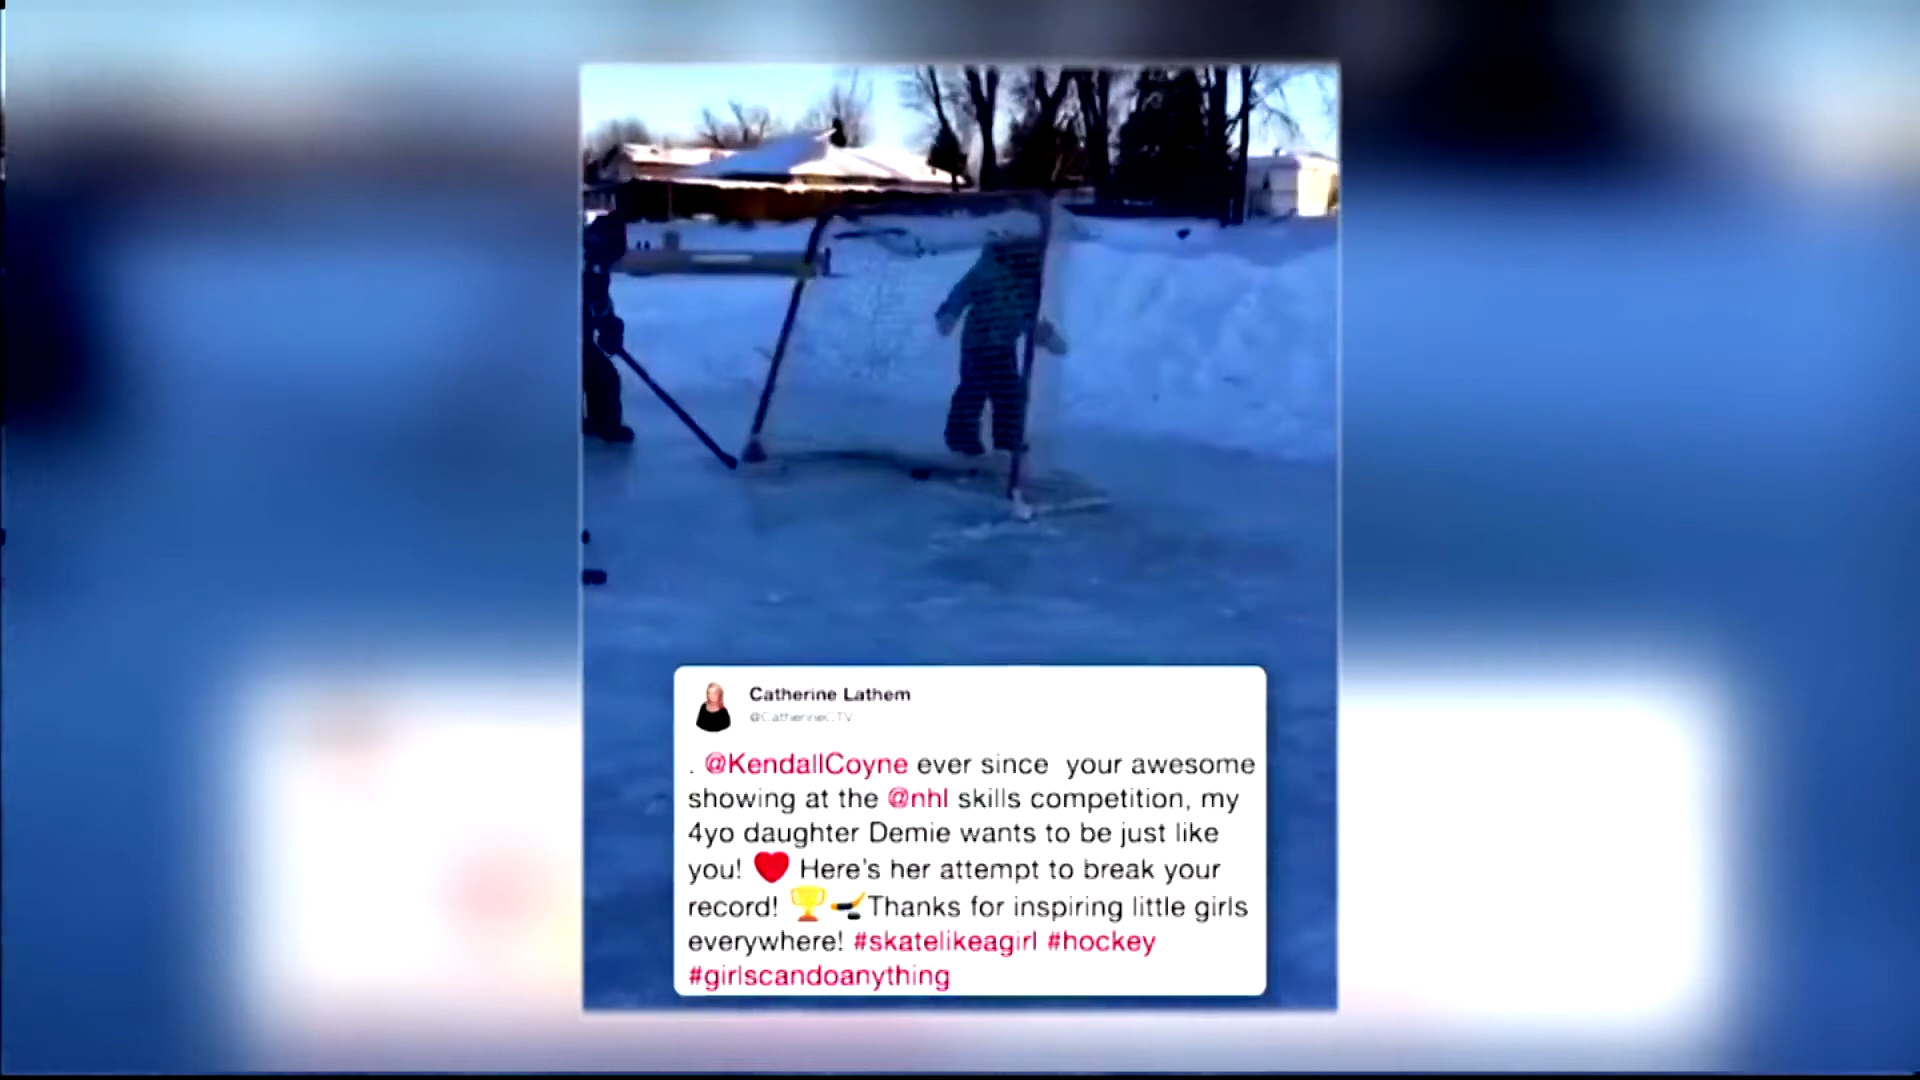 Catherine Lathem
@CatherineCTV
. @KendallCoyne ever since your awesome
showing at the @nhl skills competition, my
4yo daughter Demie wants to be just like
you! ❤️ Here's her attempt to break your
record! 🏆🏒Thanks for inspiring little girls
everywhere! #skatelikeagirl #hockey
#girlscandoanything